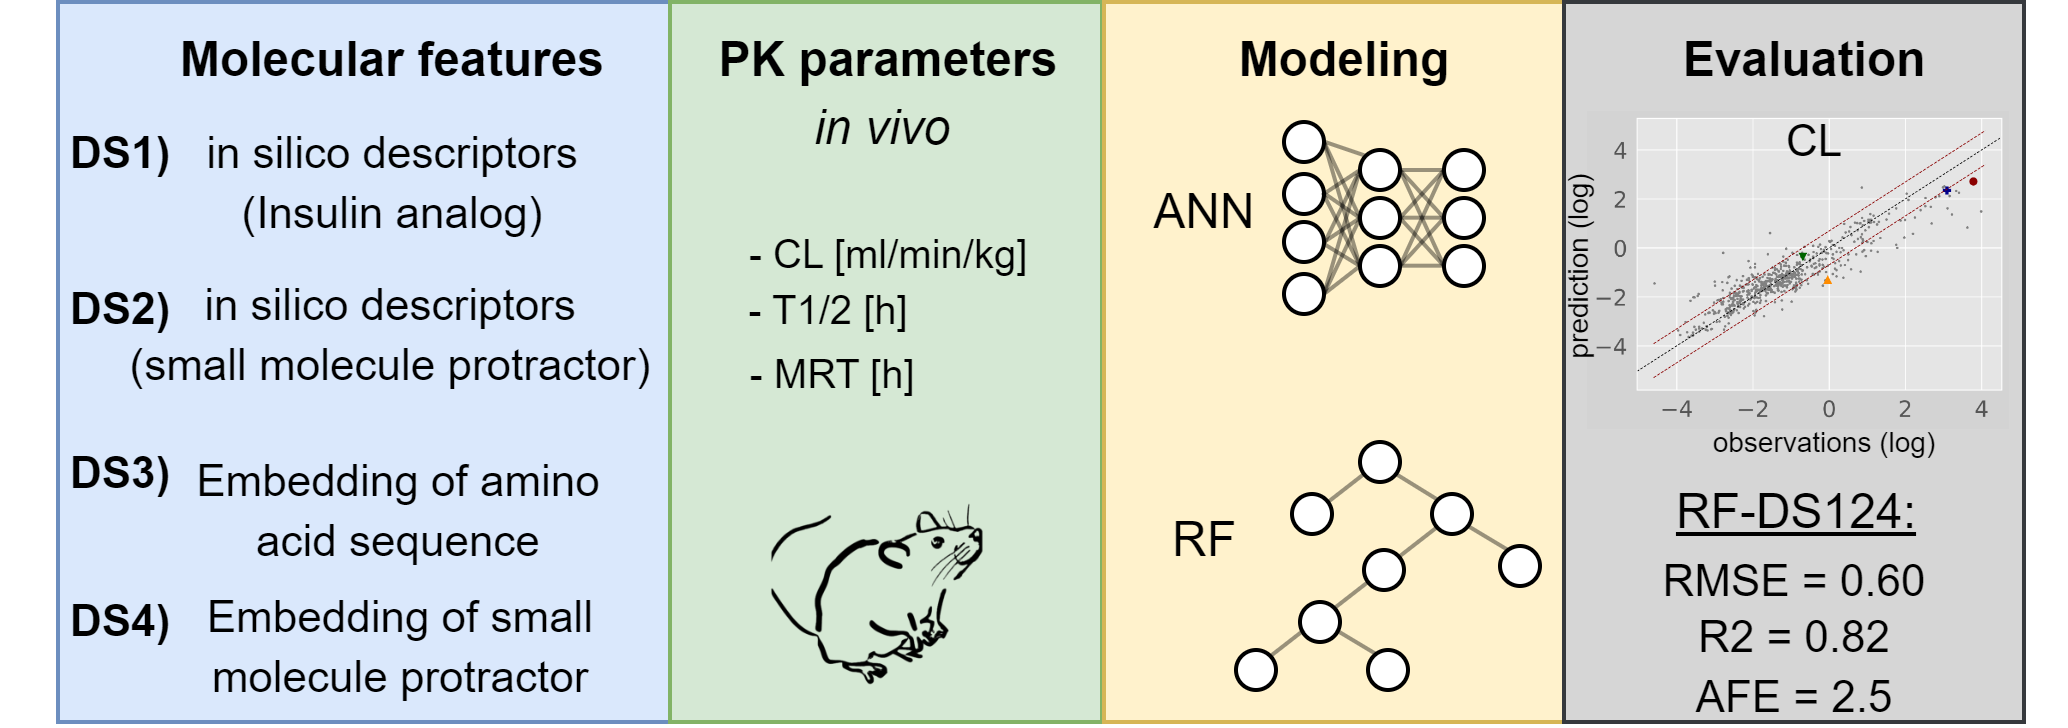 Molecular features
DS1) in silico descriptors
(Insulin analog)
DS2) in silico descriptors
(small molecule protractor)
DS3) Embedding of amino
acid sequence
DS4) Embedding of small
molecule protractor
PK parameters
in vivo
- CL [ml/min/kg]
- T1/2 [h]
- MRT [h]
Modeling
ANN
RF
Evaluation
CL
prediction (log)
4
2
0
−2
−4
−4 −2 0 2 4
observations (log)
RF-DS124:
RMSE = 0.60
R2 = 0.82
AFE = 2.5